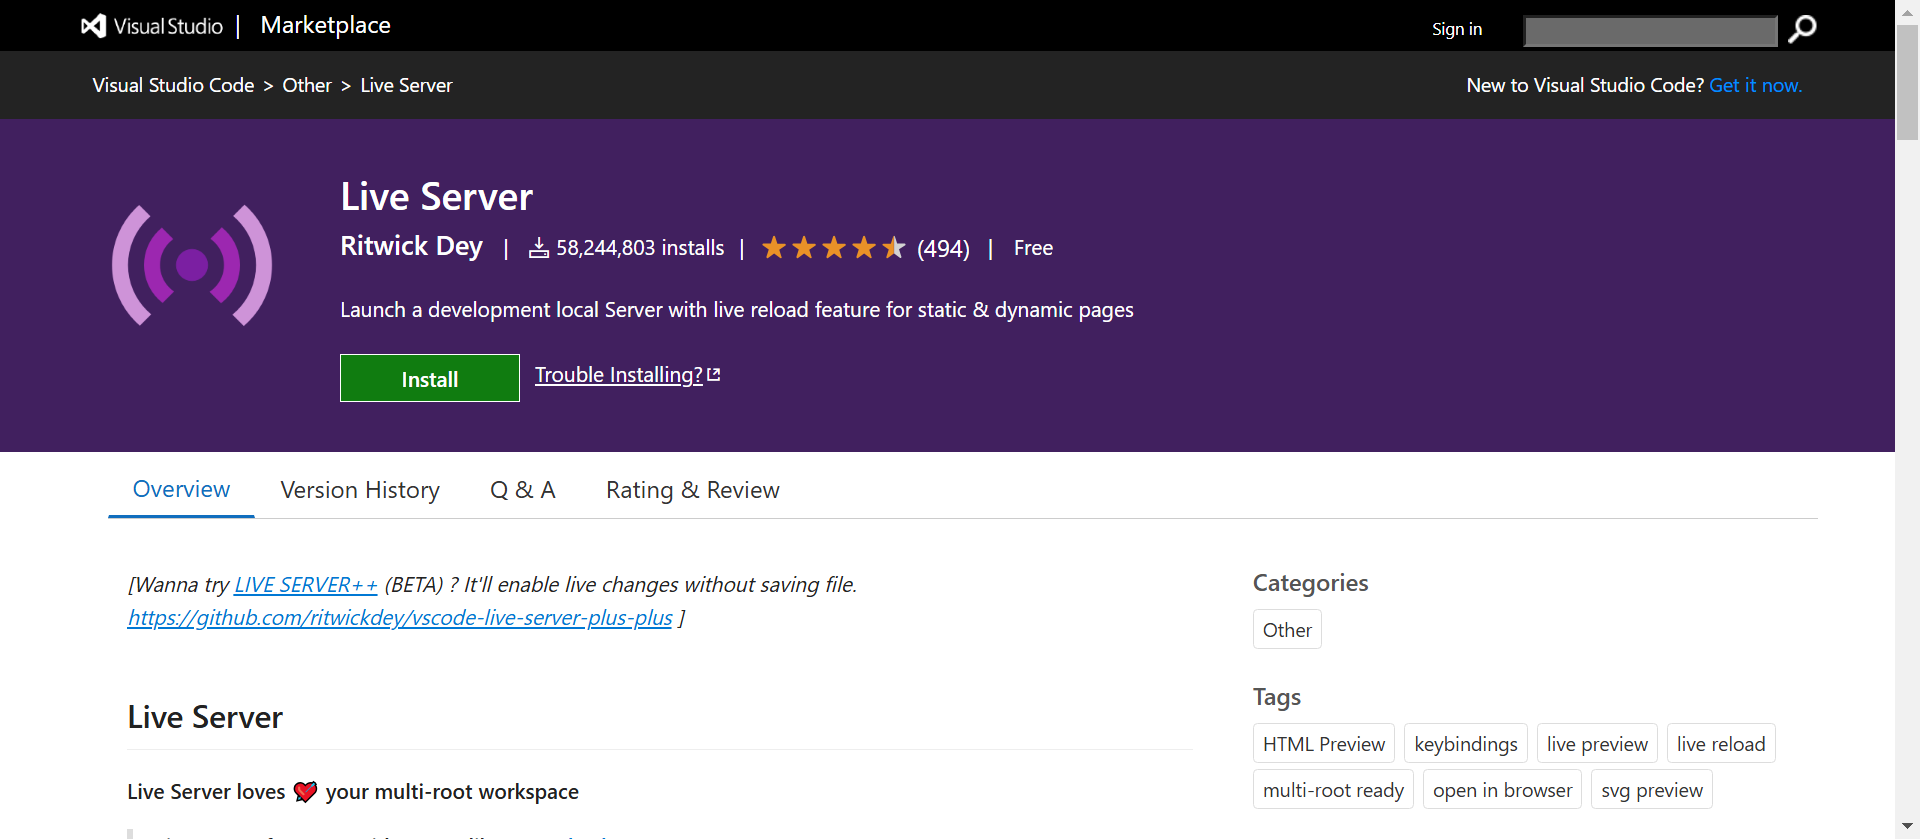 Visual Studio | Marketplace
Sign in
Visual Studio Code > Other > Live Server
New to Visual Studio Code? Get it now.
Live Server
Ritwick Dey | 58,244,803 installs | (494) | Free
Launch a development local Server with live reload feature for static & dynamic pages
Install
Trouble Installing?
Overview
Version History
Q & A
Rating & Review
[Wanna try LIVE SERVER++ (BETA) ? It'll enable live changes without saving file.
https://github.com/ritwickdey/vscode-live-server-plus-plus ]
Live Server
Live Server loves 💘 your multi-root workspace
Categories
Other
Tags
HTML Preview
keybindings
live preview
live reload
multi-root ready
open in browser
svg preview